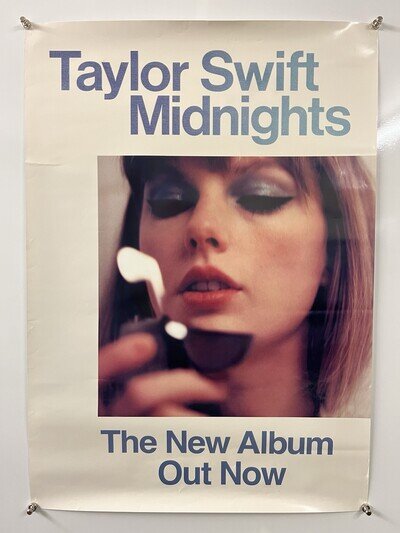 Taylor Swift
Midnights
The New Album
Out Now